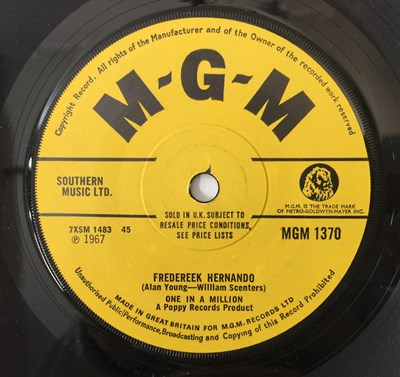 Copyright Record. All rights of the Manufacturer and of the Owner of the recorded work reserved
M-G-M
SOUTHERN
MUSIC LTD.
M.G.M. IS THE TRADE MARK
OF METRO-GOLDWYN-MAYER INC.
SOLD IN U.K. SUBJECT TO
RESALE PRICE CONDITIONS,
SEE PRICE LISTS
7XSM 1483 45
℗ 1967
MGM 1370
FREDEREEK HERNANDO
(Alan Young—William Scenters)
ONE IN A MILLION
A Poppy Records Product
MADE IN GREAT BRITAIN FOR M.G.M. RECORDS LTD
Unauthorised Public Performance, Broadcasting and Copying of this Record Prohibited